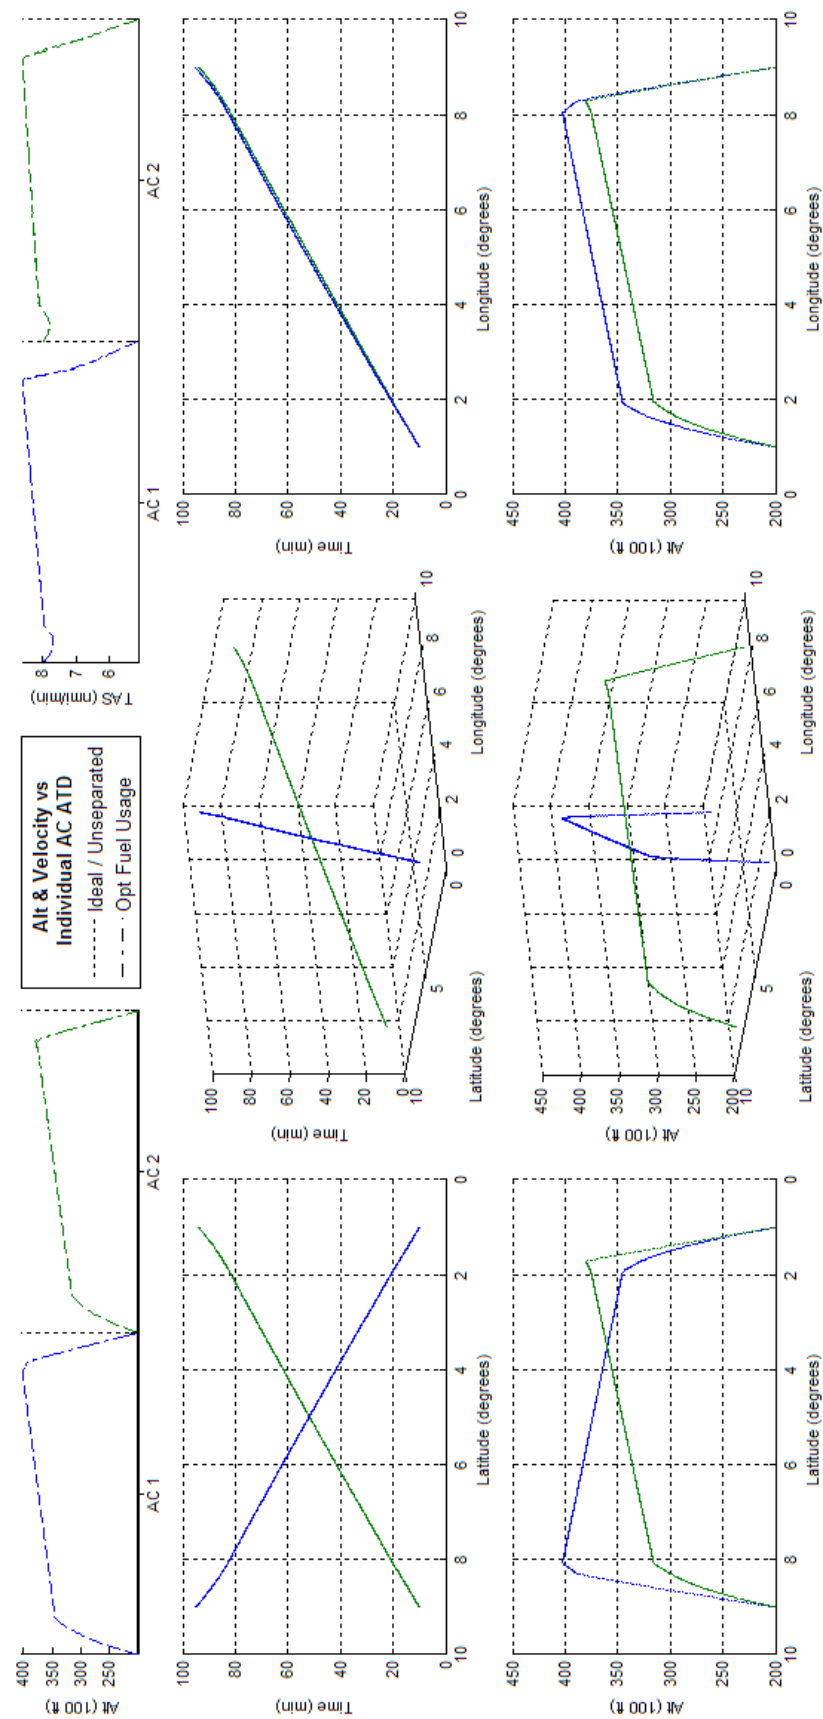 Alt (100 ft)
400
350
300
250
AC 1
AC 2
Alt & Velocity vs
Individual AC ATD
Ideal / Unseparated
Opt Fuel Usage
TAS (nmi/min)
8
7
6
AC 1
AC 2
Time (min)
100
80
60
40
20
0
10 8 6 4 2 0
Latitude (degrees)
Time (min)
100
80
60
40
20
0
10 5 0
Latitude (degrees)
0 2 4 6 8 10
Longitude (degrees)
Time (min)
100
80
60
40
20
0 2 4 6 8 10
Longitude (degrees)
Alt (100 ft)
450
400
350
300
250
200
10 8 6 4 2 0
Latitude (degrees)
Alt (100 ft)
450
400
350
300
250
200
10 5 0
Latitude (degrees)
0 2 4 6 8 10
Longitude (degrees)
Alt (100 ft)
450
400
350
300
250
200
0 2 4 6 8 10
Longitude (degrees)